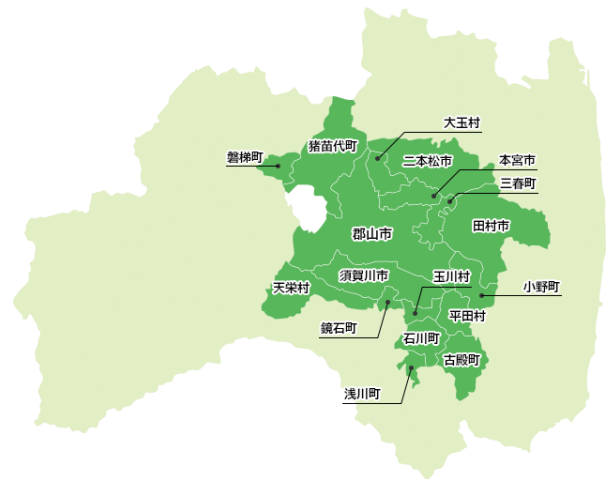 大玉村
猪苗代町
磐梯町
二本松市
本宮市
三春町
田村市
郡山市
須賀川市
玉川村
天栄村
小野町
平田村
鏡石町
石川町
古殿町
浅川町